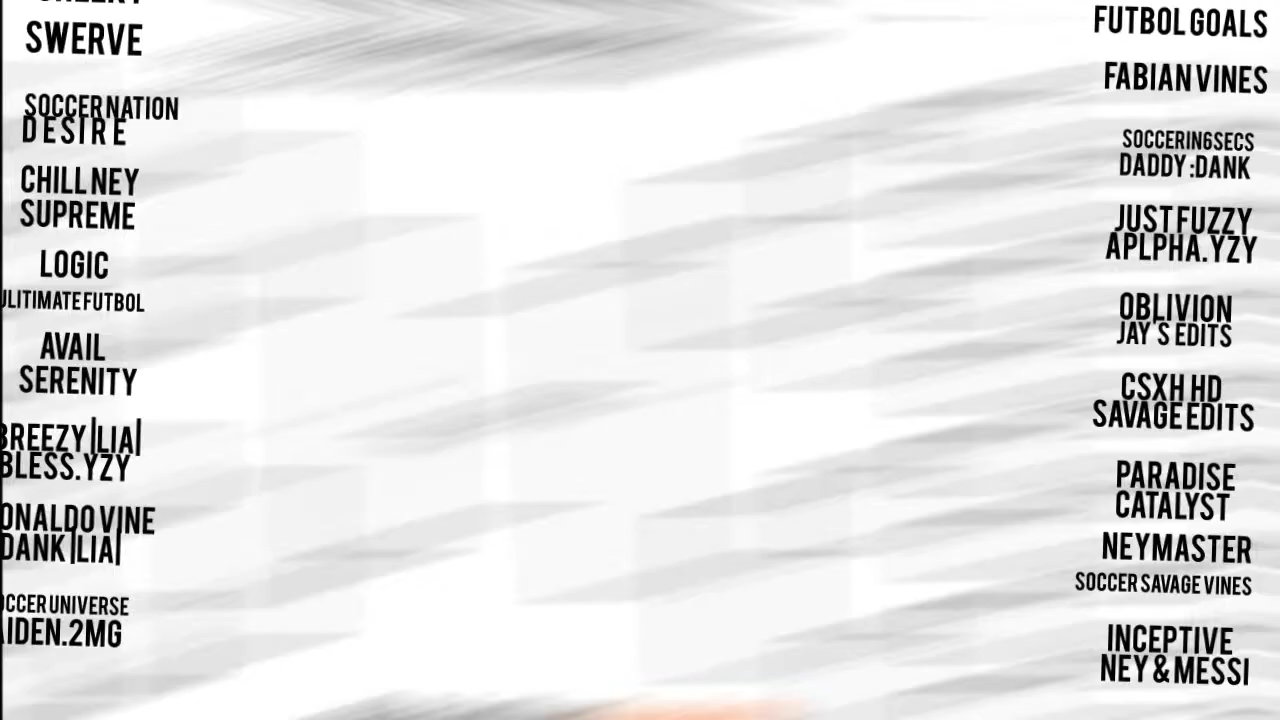 SWERVE
SOCCER NATION
DESIRE
CHILL NEY
SUPREME
LOGIC
ULITIMATE FUTBOL
AVAIL
SERENITY
BREEZY |LIA|
BLESS.YZY
ONALDO VINE
DANK |LIA|
OCCER UNIVERSE
AIDEN.2MG
FUTBOL GOALS
FABIAN VINES
SOCCERIN6SECS
DADDY :DANK
JUST FUZZY
APLPHA.YZY
OBLIVION
JAY'S EDITS
CSXH HD
SAVAGE EDITS
PARADISE
CATALYST
NEYMASTER
SOCCER SAVAGE VINES
INCEPTIVE
NEY & MESSI